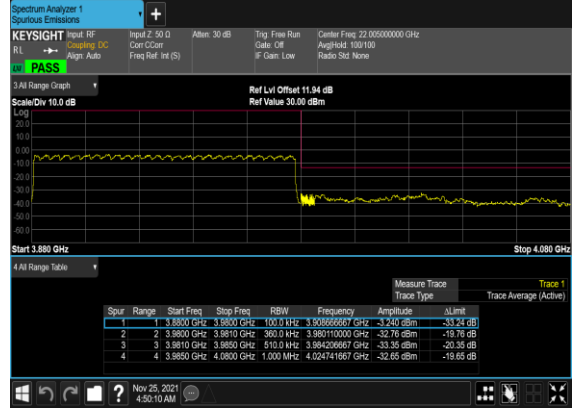 Spectrum Analyzer 1
Spurious Emissions
+
KEYSIGHT Input: RF Input Z: 50 Ω Atten: 30 dB Trig: Free Run Center Freq: 22.005000000 GHz
RL Coupling: DC Corr CCorr Gate: Off Avg|Hold: 100/100
Align: Auto Freq Ref: Int (S) IF Gain: Low Radio Std: None
LW PASS
3 All Range Graph
Ref Lvl Offset 11.94 dB
Scale/Div 10.0 dB Ref Value 30.00 dBm
Log
20.0
10.0
0.00
-10.0
-20.0
-30.0
-40.0
-50.0
-60.0
Start 3.880 GHz Stop 4.080 GHz
4 All Range Table
Measure Trace Trace 1
Trace Type Trace Average (Active)
Spur Range Start Freq Stop Freq RBW Frequency Amplitude ΔLimit
1 1 3.8800 GHz 3.9800 GHz 100.0 kHz 3.908666667 GHz -3.240 dBm -33.24 dB
2 2 3.9800 GHz 3.9810 GHz 360.0 kHz 3.980110000 GHz -32.76 dBm -19.76 dB
3 3 3.9810 GHz 3.9850 GHz 510.0 kHz 3.984206667 GHz -33.35 dBm -20.35 dB
4 4 3.9850 GHz 4.0800 GHz 1.000 MHz 4.024741667 GHz -32.65 dBm -19.65 dB
? Nov 25, 2021
4:50:10 AM